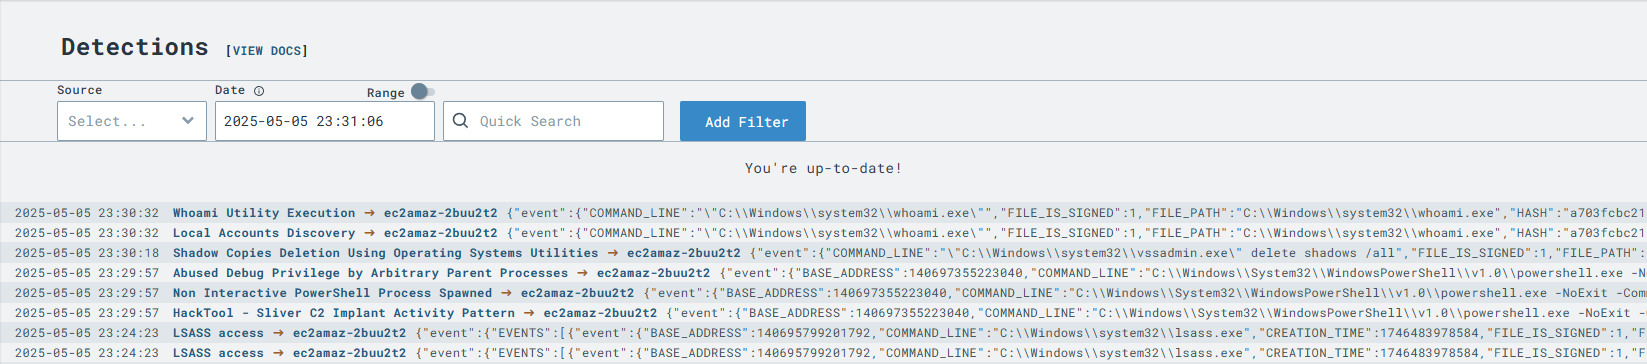 Detections [VIEW DOCS]
Source Date Range
Select... 2025-05-05 23:31:06 Quick Search Add Filter
You're up-to-date!
2025-05-05 23:30:32 Whoami Utility Execution → ec2amaz-2buu2t2 {"event":{"COMMAND_LINE":"\"C:\\Windows\\system32\\whoami.exe\"","FILE_IS_SIGNED":1,"FILE_PATH":"C:\\Windows\\system32\\whoami.exe","HASH":"a703fcbc21
2025-05-05 23:30:32 Local Accounts Discovery → ec2amaz-2buu2t2 {"event":{"COMMAND_LINE":"\"C:\\Windows\\system32\\whoami.exe\"","FILE_IS_SIGNED":1,"FILE_PATH":"C:\\Windows\\system32\\whoami.exe","HASH":"a703fcbc21
2025-05-05 23:30:18 Shadow Copies Deletion Using Operating Systems Utilities → ec2amaz-2buu2t2 {"event":{"COMMAND_LINE":"\"C:\\Windows\\system32\\vssadmin.exe\" delete shadows /all","FILE_IS_SIGNED":1,"FILE_PATH":
2025-05-05 23:29:57 Abused Debug Privilege by Arbitrary Parent Processes → ec2amaz-2buu2t2 {"event":{"BASE_ADDRESS":140697355223040,"COMMAND_LINE":"C:\\Windows\\System32\\WindowsPowerShell\\v1.0\\powershell.exe -No
2025-05-05 23:29:57 Non Interactive PowerShell Process Spawned → ec2amaz-2buu2t2 {"event":{"BASE_ADDRESS":140697355223040,"COMMAND_LINE":"C:\\Windows\\System32\\WindowsPowerShell\\v1.0\\powershell.exe -NoExit -Com
2025-05-05 23:29:57 HackTool - Sliver C2 Implant Activity Pattern → ec2amaz-2buu2t2 {"event":{"BASE_ADDRESS":140697355223040,"COMMAND_LINE":"C:\\Windows\\System32\\WindowsPowerShell\\v1.0\\powershell.exe -NoExit -
2025-05-05 23:24:23 LSASS access → ec2amaz-2buu2t2 {"event":{"EVENTS":[{"event":{"BASE_ADDRESS":140695799201792,"COMMAND_LINE":"C:\\Windows\\system32\\lsass.exe","CREATION_TIME":1746483978584,"FILE_IS_SIGNED":1,"F
2025-05-05 23:24:23 LSASS access → ec2amaz-2buu2t2 {"event":{"EVENTS":[{"event":{"BASE_ADDRESS":140695799201792,"COMMAND_LINE":"C:\\Windows\\system32\\lsass.exe","CREATION_TIME":1746483978584,"FILE_IS_SIGNED":1,"F